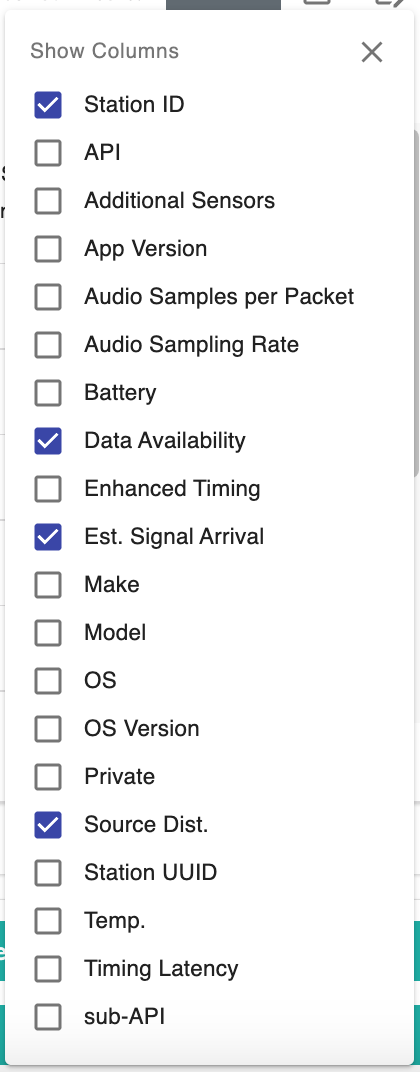 Show Columns
Station ID
API
Additional Sensors
App Version
Audio Samples per Packet
Audio Sampling Rate
Battery
Data Availability
Enhanced Timing
Est. Signal Arrival
Make
Model
OS
OS Version
Private
Source Dist.
Station UUID
Temp.
Timing Latency
sub-API